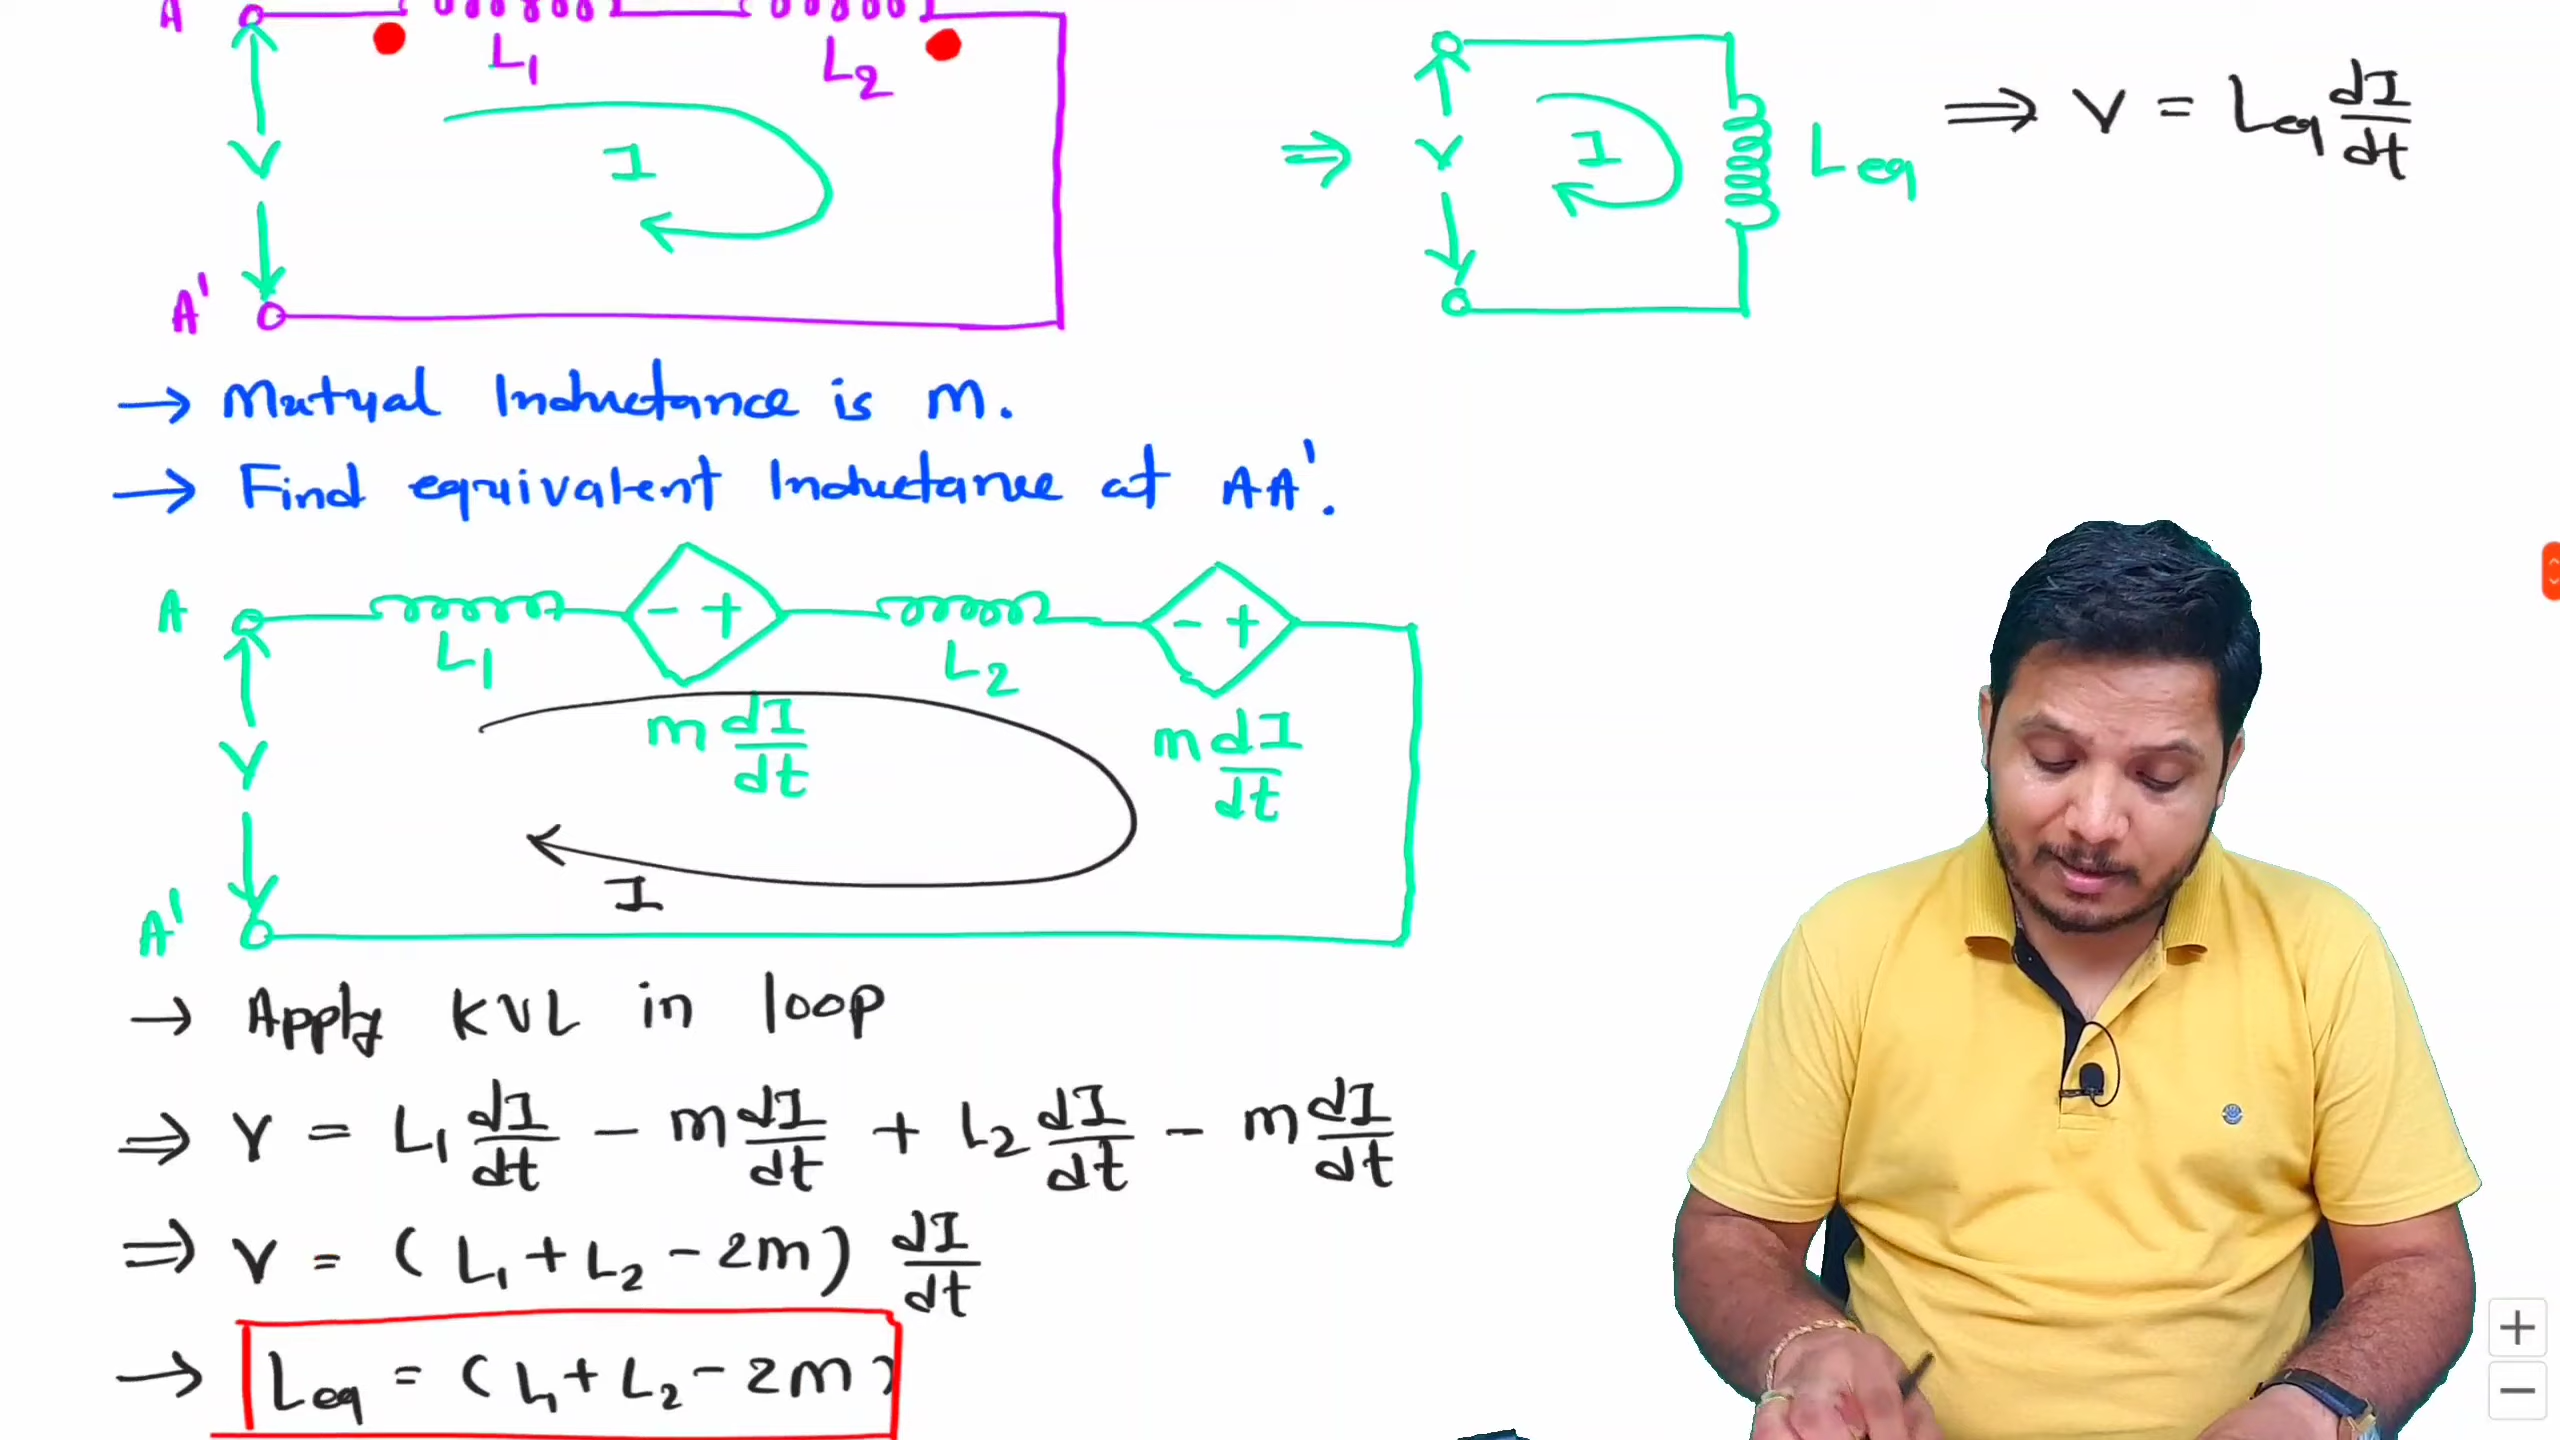 A
L1
L2
V
I
A'
⇒
V
I
Leq
⇒ V = Leq dI/dt
→ Mutual Inductance is M.
→ Find equivalent Inductance at AA'.
A
L1
- +
L2
- +
V
M dI/dt
M dI/dt
I
A'
→ Apply KVL in loop
⇒ V = L1 dI/dt - M dI/dt + L2 dI/dt - M dI/dt
⇒ V = (L1 + L2 - 2M) dI/dt
→ Leq = (L1 + L2 - 2M)
+
-